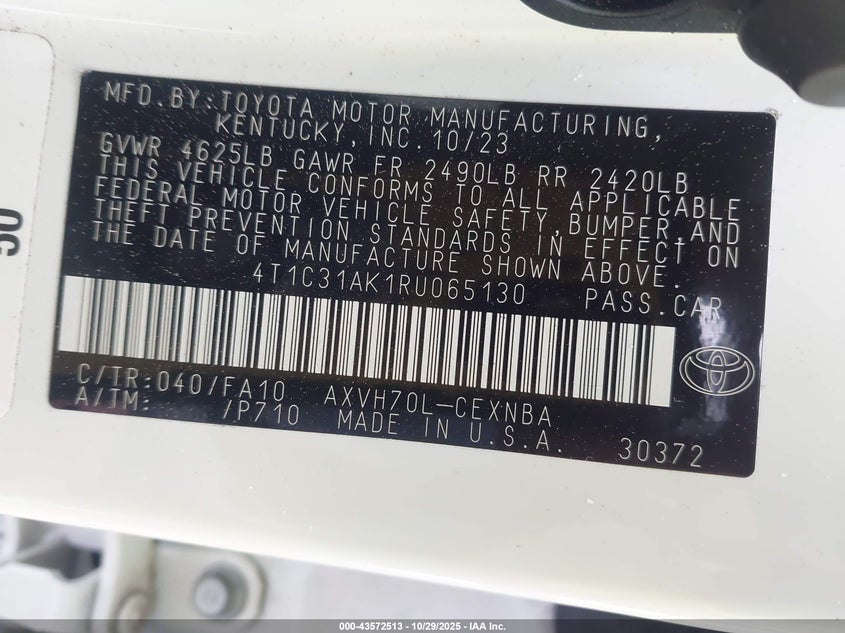 MFD.BY:TOYOTA MOTOR MANUFACTURING,
KENTUCKY,INC.10/23
GVWR 4625LB GAWR FR 2490LB RR 2420LB
THIS VEHICLE CONFORMS TO ALL APPLICABLE
FEDERAL MOTOR VEHICLE SAFETY,BUMPER,AND
THEFT PREVENTION STANDARDS IN EFFECT ON
THE DATE OF MANUFACTURE SHOWN ABOVE.
4T1C31AK1RU065130 PASS.CAR
C/TR:040/FA10 AXVH70L-CEXNBA
A/TM: /P710 MADE IN U.S.A. 30372
000-43572513 - 10/29/2025 - IAA Inc.